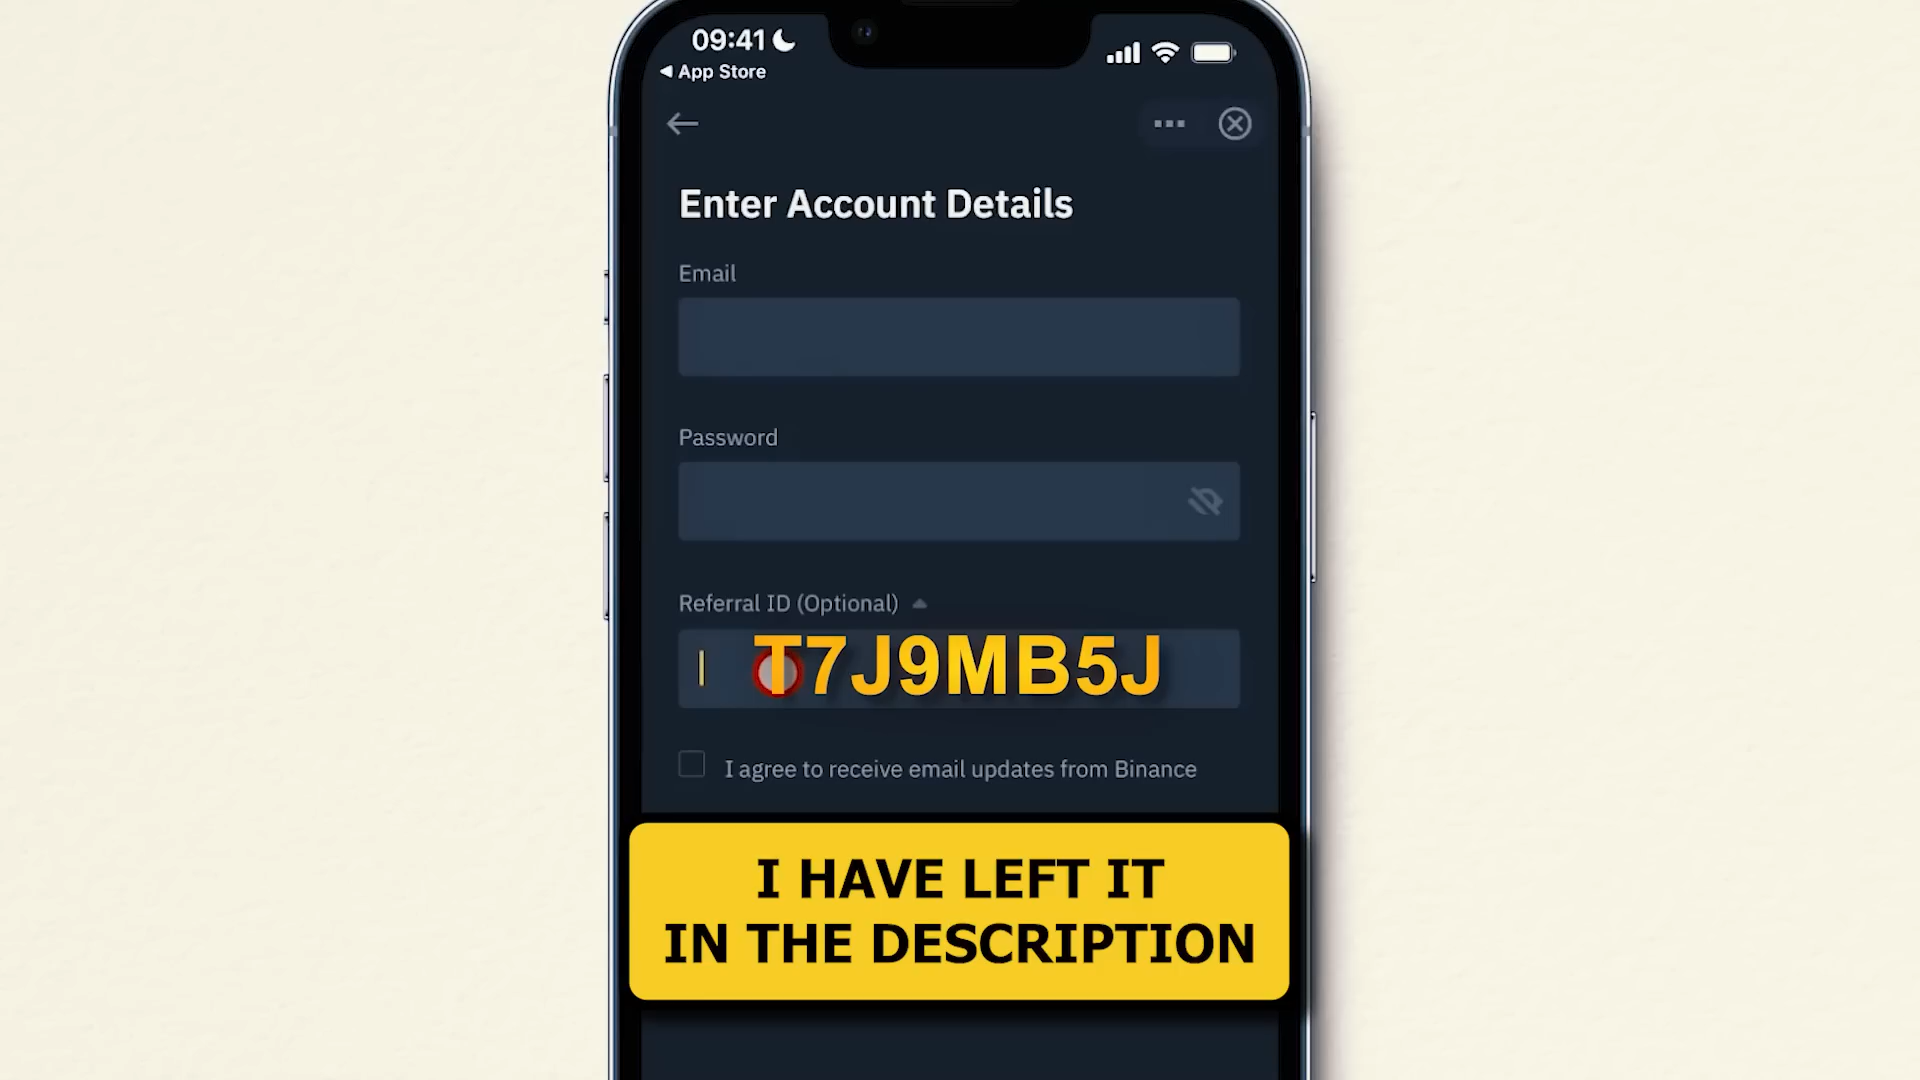 09:41
App Store
Enter Account Details
Email
Password
Referral ID (Optional)
T7J9MB5J
I agree to receive email updates from Binance
I HAVE LEFT IT
IN THE DESCRIPTION